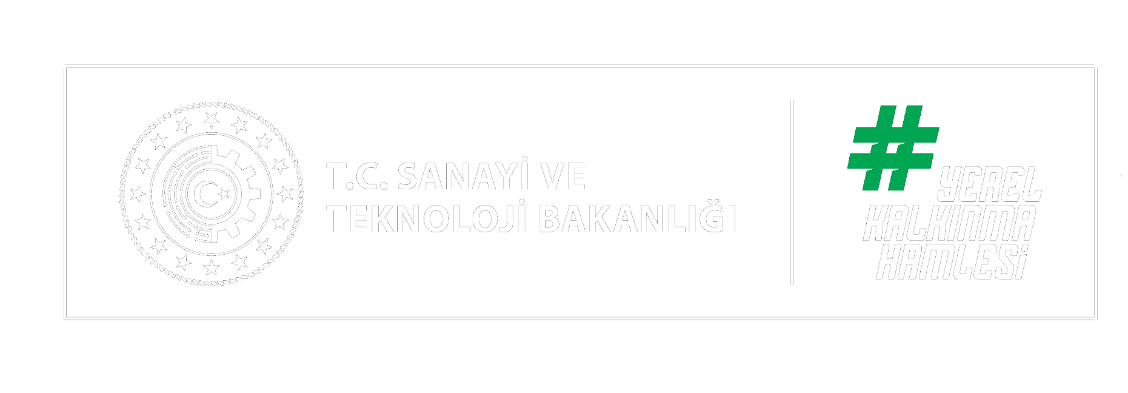 T.C. SANAYİ VE
TEKNOLOJİ BAKANLIĞI
#
YEREL
KALKINMA
HAMLESİ